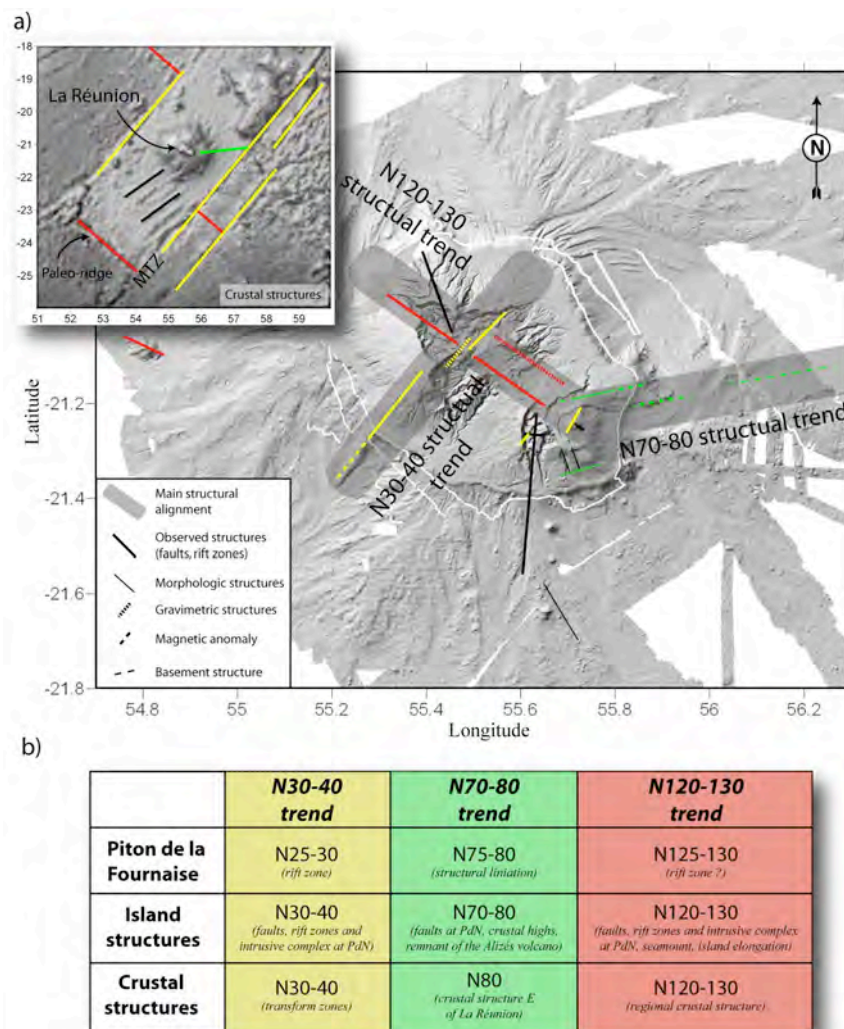 a)
-18
-19
-20
-21
-22
-23
-24
-25
51 52 53 54 55 56 57 58 59
La Réunion
Paleo-ridge
MTZ
Crustal structures
N
N120-130
structual trend
N30-40 structual
trend
N70-80 structual trend
Latitude
-21.2
-21.4
-21.6
-21.8
54.8 55 55.2 55.4 55.6 55.8 56 56.2
Longitude
Main structural
alignment
Observed structures
(faults, rift zones)
Morphologic structures
Gravimetric structures
Magnetic anomaly
Basement structure
b)
N30-40
trend
N70-80
trend
N120-130
trend
Piton de la
Fournaise
N25-30
(rift zone)
N75-80
(structural liniation)
N125-130
(rift zone ?)
Island
structures
N30-40
(faults, rift zones and
intrusive complex at PdN)
N70-80
(faults at PdN, crustal highs,
remnant of the Alizés volcano)
N120-130
(faults, rift zones and intrusive complex
at PdN, seamount, island elongation)
Crustal
structures
N30-40
(transform zones)
N80
(crustal structure E
of La Réunion)
N120-130
(regional crustal structure)